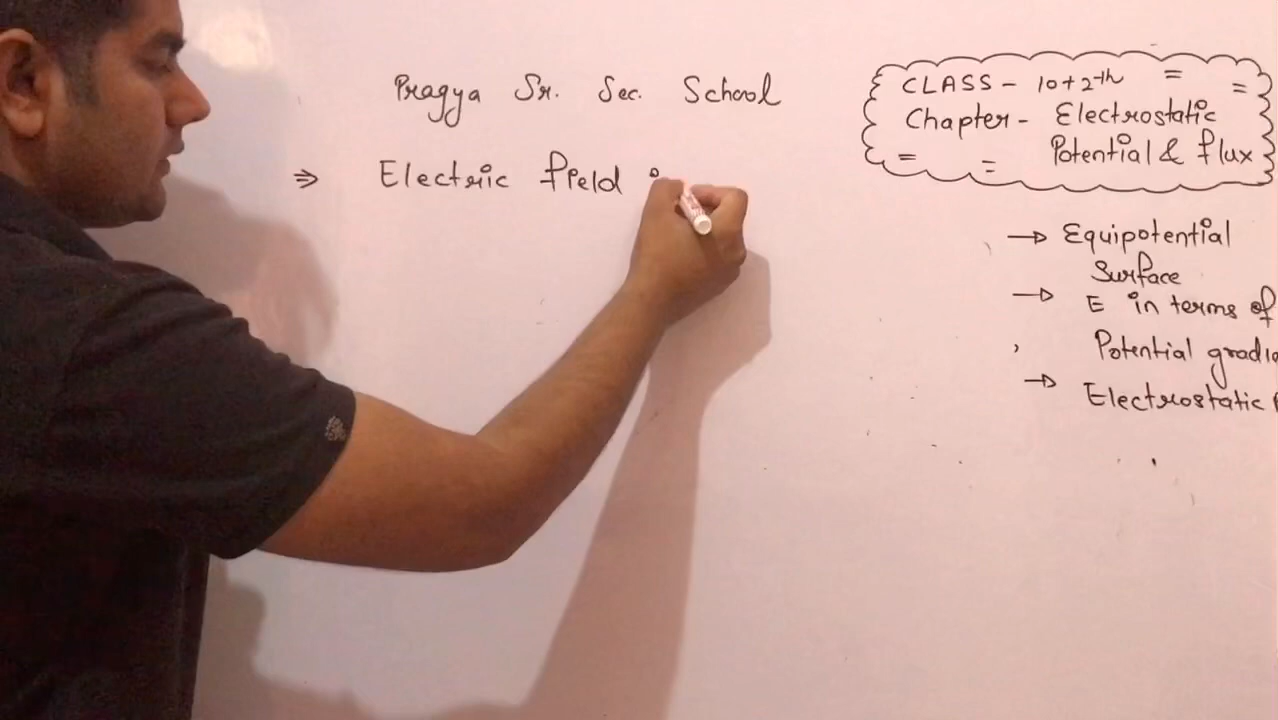 Pragya Sr. Sec. School
⇒ Electric field
CLASS - 10+2th
Chapter - Electrostatic
Potential & flux
→ Equipotential
Surface
→ E in terms of
Potential
→ Electrostatic